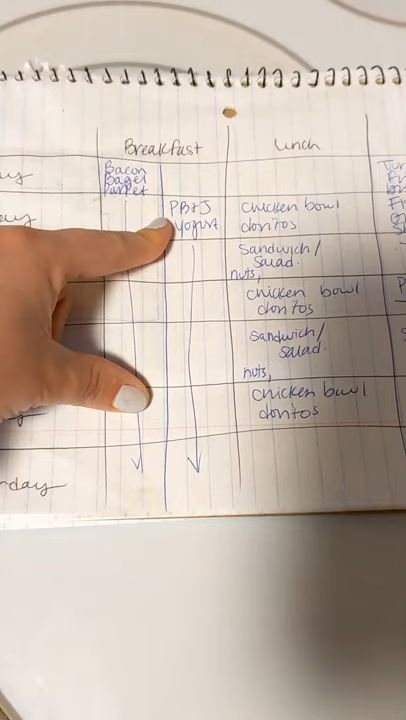 Breakfast
Lunch
Bacon
Bagel
PB+J
yogurt
chicken bowl
doritos
Sandwich/
Salad.
nuts,
chicken bowl
doritos
Sandwich/
salad.
nuts,
chicken bowl
doritos
rday